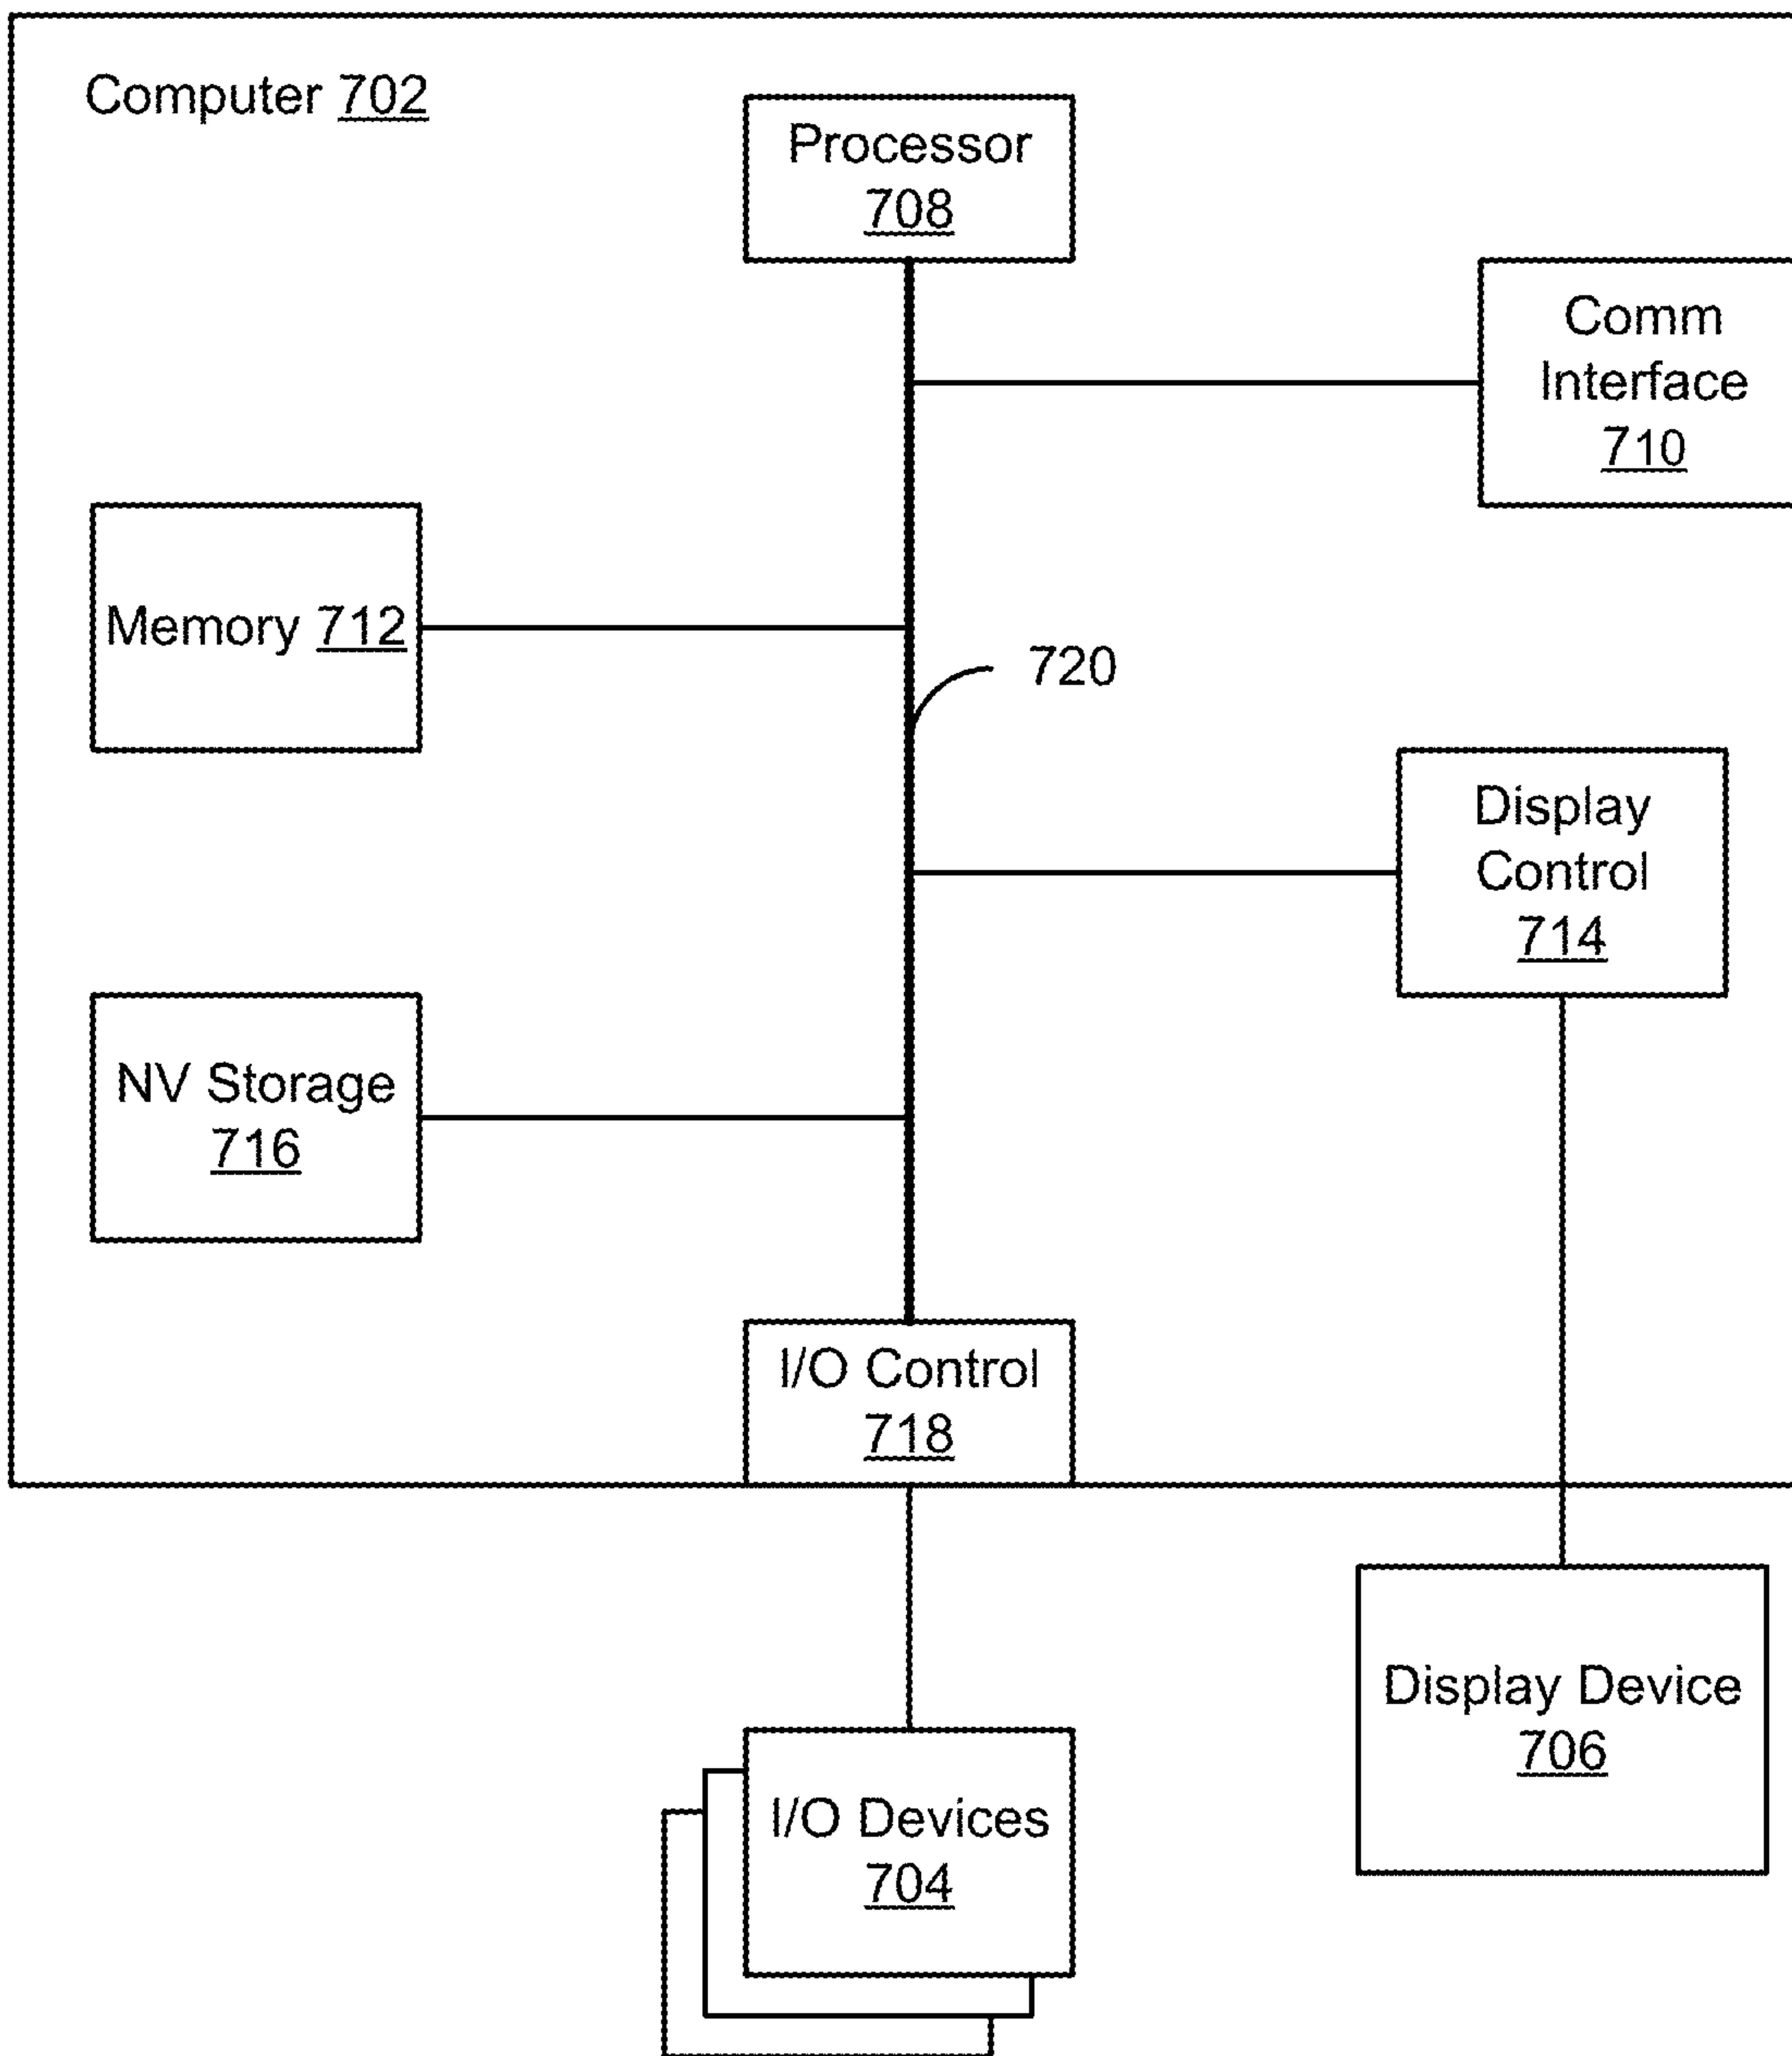 Computer 702
Processor
708
Comm
Interface
710
Memory 712
720
Display
Control
714
NV Storage
716
I/O Control
718
Display Device
706
I/O Devices
704